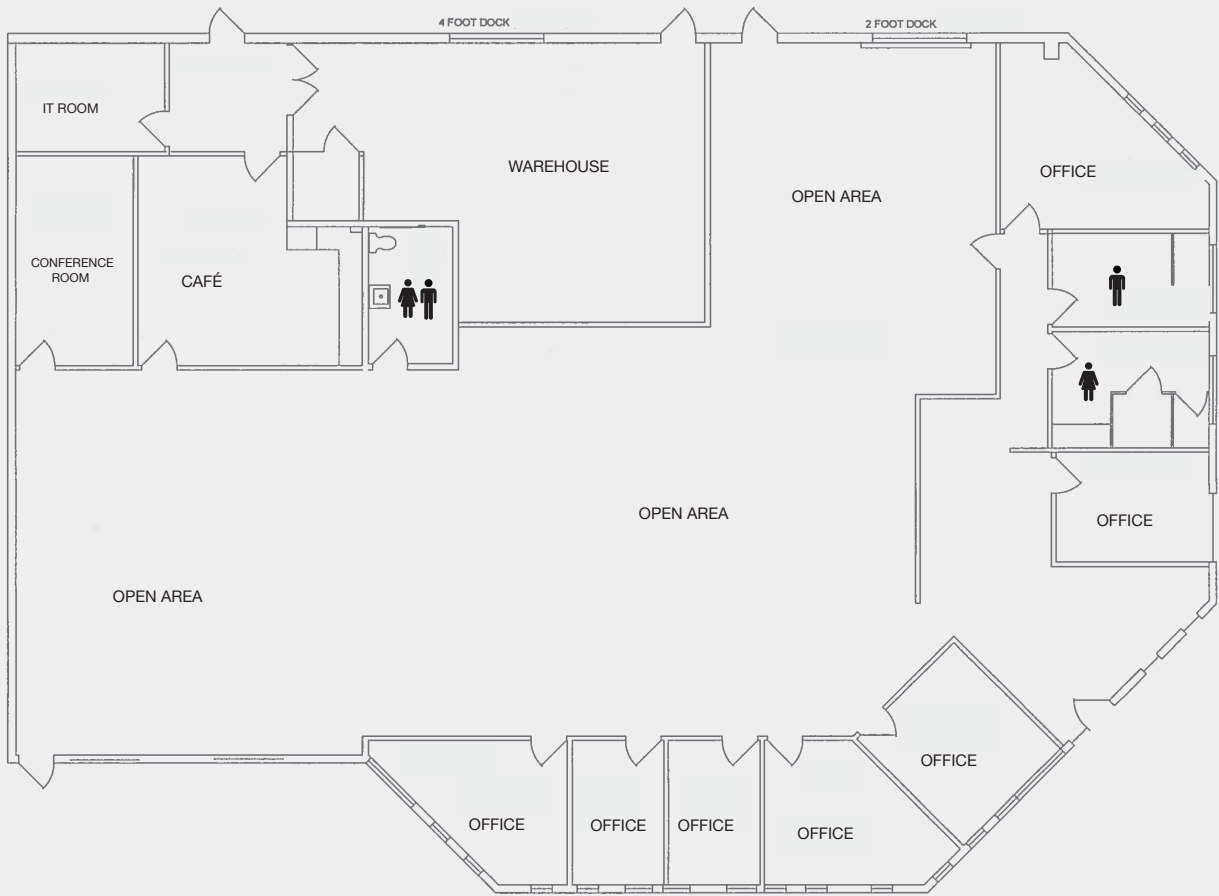 4 FOOT DOCK
2 FOOT DOCK
IT ROOM
WAREHOUSE
OFFICE
OPEN AREA
CONFERENCE
ROOM
CAFÉ
OPEN AREA
OFFICE
OPEN AREA
OFFICE
OFFICE
OFFICE
OFFICE
OFFICE